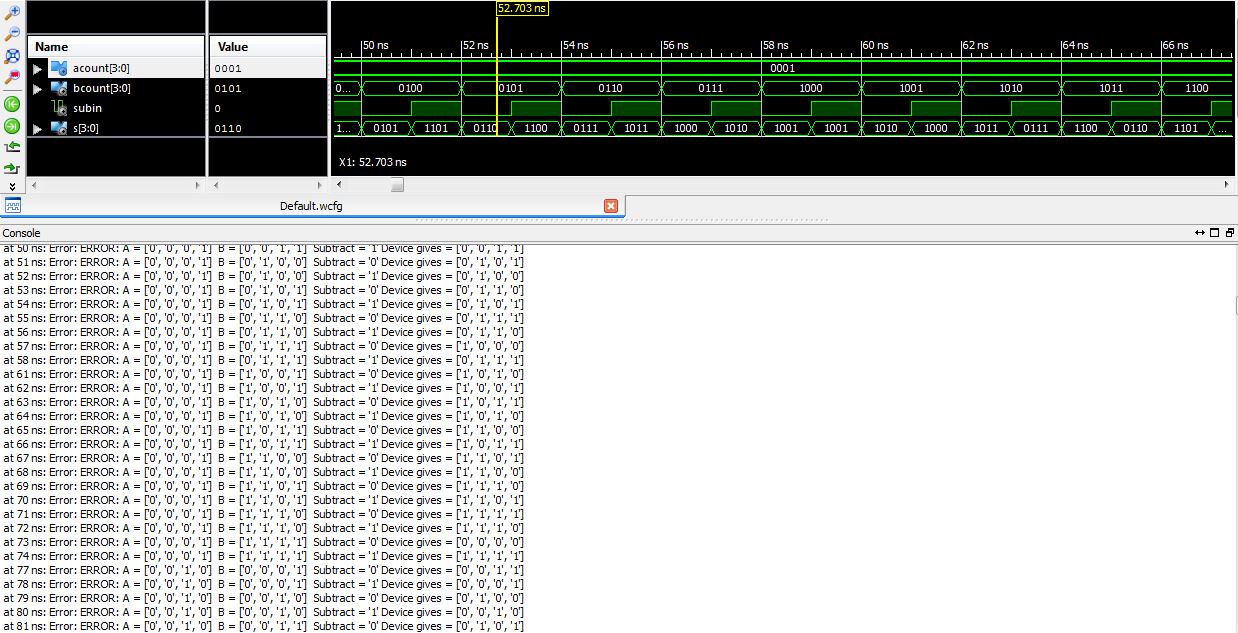 52.703 ns
Name Value
50 ns 52 ns 54 ns 56 ns 58 ns 60 ns 62 ns 64 ns 66 ns
acount[3:0] 0001 0001
bcount[3:0] 0101 0... 0100 0101 0110 0111 1000 1001 1010 1011 1100
subin 0
s[3:0] 0110 1... 0101 1101 0110 1100 0111 1011 1000 1010 1001 1001 1010 1000 1011 0111 1100 0110 1101 ...
X1: 52.703 ns
Default.wcfg
Console
at 50 ns: Error: ERROR: A = ['0', '0', '0', '1'] B = ['0', '0', '1', '1'] Subtract = '1' Device gives = ['0', '0', '1', '1']
at 51 ns: Error: ERROR: A = ['0', '0', '0', '1'] B = ['0', '1', '0', '0'] Subtract = '0' Device gives = ['0', '1', '0', '1']
at 52 ns: Error: ERROR: A = ['0', '0', '0', '1'] B = ['0', '1', '0', '0'] Subtract = '1' Device gives = ['0', '1', '0', '0']
at 53 ns: Error: ERROR: A = ['0', '0', '0', '1'] B = ['0', '1', '0', '1'] Subtract = '0' Device gives = ['0', '1', '1', '0']
at 54 ns: Error: ERROR: A = ['0', '0', '0', '1'] B = ['0', '1', '0', '1'] Subtract = '1' Device gives = ['0', '1', '0', '1']
at 55 ns: Error: ERROR: A = ['0', '0', '0', '1'] B = ['0', '1', '1', '0'] Subtract = '0' Device gives = ['0', '1', '1', '1']
at 56 ns: Error: ERROR: A = ['0', '0', '0', '1'] B = ['0', '1', '1', '0'] Subtract = '1' Device gives = ['0', '1', '1', '0']
at 57 ns: Error: ERROR: A = ['0', '0', '0', '1'] B = ['0', '1', '1', '1'] Subtract = '0' Device gives = ['1', '0', '0', '0']
at 58 ns: Error: ERROR: A = ['0', '0', '0', '1'] B = ['0', '1', '1', '1'] Subtract = '1' Device gives = ['0', '1', '1', '1']
at 61 ns: Error: ERROR: A = ['0', '0', '0', '1'] B = ['1', '0', '0', '1'] Subtract = '0' Device gives = ['1', '0', '1', '0']
at 62 ns: Error: ERROR: A = ['0', '0', '0', '1'] B = ['1', '0', '0', '1'] Subtract = '1' Device gives = ['1', '0', '0', '1']
at 63 ns: Error: ERROR: A = ['0', '0', '0', '1'] B = ['1', '0', '1', '0'] Subtract = '0' Device gives = ['1', '0', '1', '1']
at 64 ns: Error: ERROR: A = ['0', '0', '0', '1'] B = ['1', '0', '1', '0'] Subtract = '1' Device gives = ['1', '0', '1', '0']
at 65 ns: Error: ERROR: A = ['0', '0', '0', '1'] B = ['1', '0', '1', '1'] Subtract = '0' Device gives = ['1', '1', '0', '0']
at 66 ns: Error: ERROR: A = ['0', '0', '0', '1'] B = ['1', '0', '1', '1'] Subtract = '1' Device gives = ['1', '0', '1', '1']
at 67 ns: Error: ERROR: A = ['0', '0', '0', '1'] B = ['1', '1', '0', '0'] Subtract = '0' Device gives = ['1', '1', '0', '1']
at 68 ns: Error: ERROR: A = ['0', '0', '0', '1'] B = ['1', '1', '0', '0'] Subtract = '1' Device gives = ['1', '1', '0', '0']
at 69 ns: Error: ERROR: A = ['0', '0', '0', '1'] B = ['1', '1', '0', '1'] Subtract = '0' Device gives = ['1', '1', '1', '0']
at 70 ns: Error: ERROR: A = ['0', '0', '0', '1'] B = ['1', '1', '0', '1'] Subtract = '1' Device gives = ['1', '1', '0', '1']
at 71 ns: Error: ERROR: A = ['0', '0', '0', '1'] B = ['1', '1', '1', '0'] Subtract = '0' Device gives = ['1', '1', '1', '1']
at 72 ns: Error: ERROR: A = ['0', '0', '0', '1'] B = ['1', '1', '1', '0'] Subtract = '1' Device gives = ['1', '1', '1', '0']
at 73 ns: Error: ERROR: A = ['0', '0', '0', '1'] B = ['1', '1', '1', '1'] Subtract = '0' Device gives = ['0', '0', '0', '0']
at 74 ns: Error: ERROR: A = ['0', '0', '0', '1'] B = ['1', '1', '1', '1'] Subtract = '1' Device gives = ['1', '1', '1', '1']
at 77 ns: Error: ERROR: A = ['0', '0', '1', '0'] B = ['0', '0', '0', '1'] Subtract = '0' Device gives = ['0', '0', '1', '1']
at 78 ns: Error: ERROR: A = ['0', '0', '1', '0'] B = ['0', '0', '0', '1'] Subtract = '1' Device gives = ['0', '0', '0', '1']
at 79 ns: Error: ERROR: A = ['0', '0', '1', '0'] B = ['0', '0', '1', '0'] Subtract = '0' Device gives = ['0', '1', '0', '0']
at 80 ns: Error: ERROR: A = ['0', '0', '1', '0'] B = ['0', '0', '1', '0'] Subtract = '1' Device gives = ['0', '0', '1', '0']
at 81 ns: Error: ERROR: A = ['0', '0', '1', '0'] B = ['0', '0', '1', '1'] Subtract = '0' Device gives = ['0', '1', '0', '1']